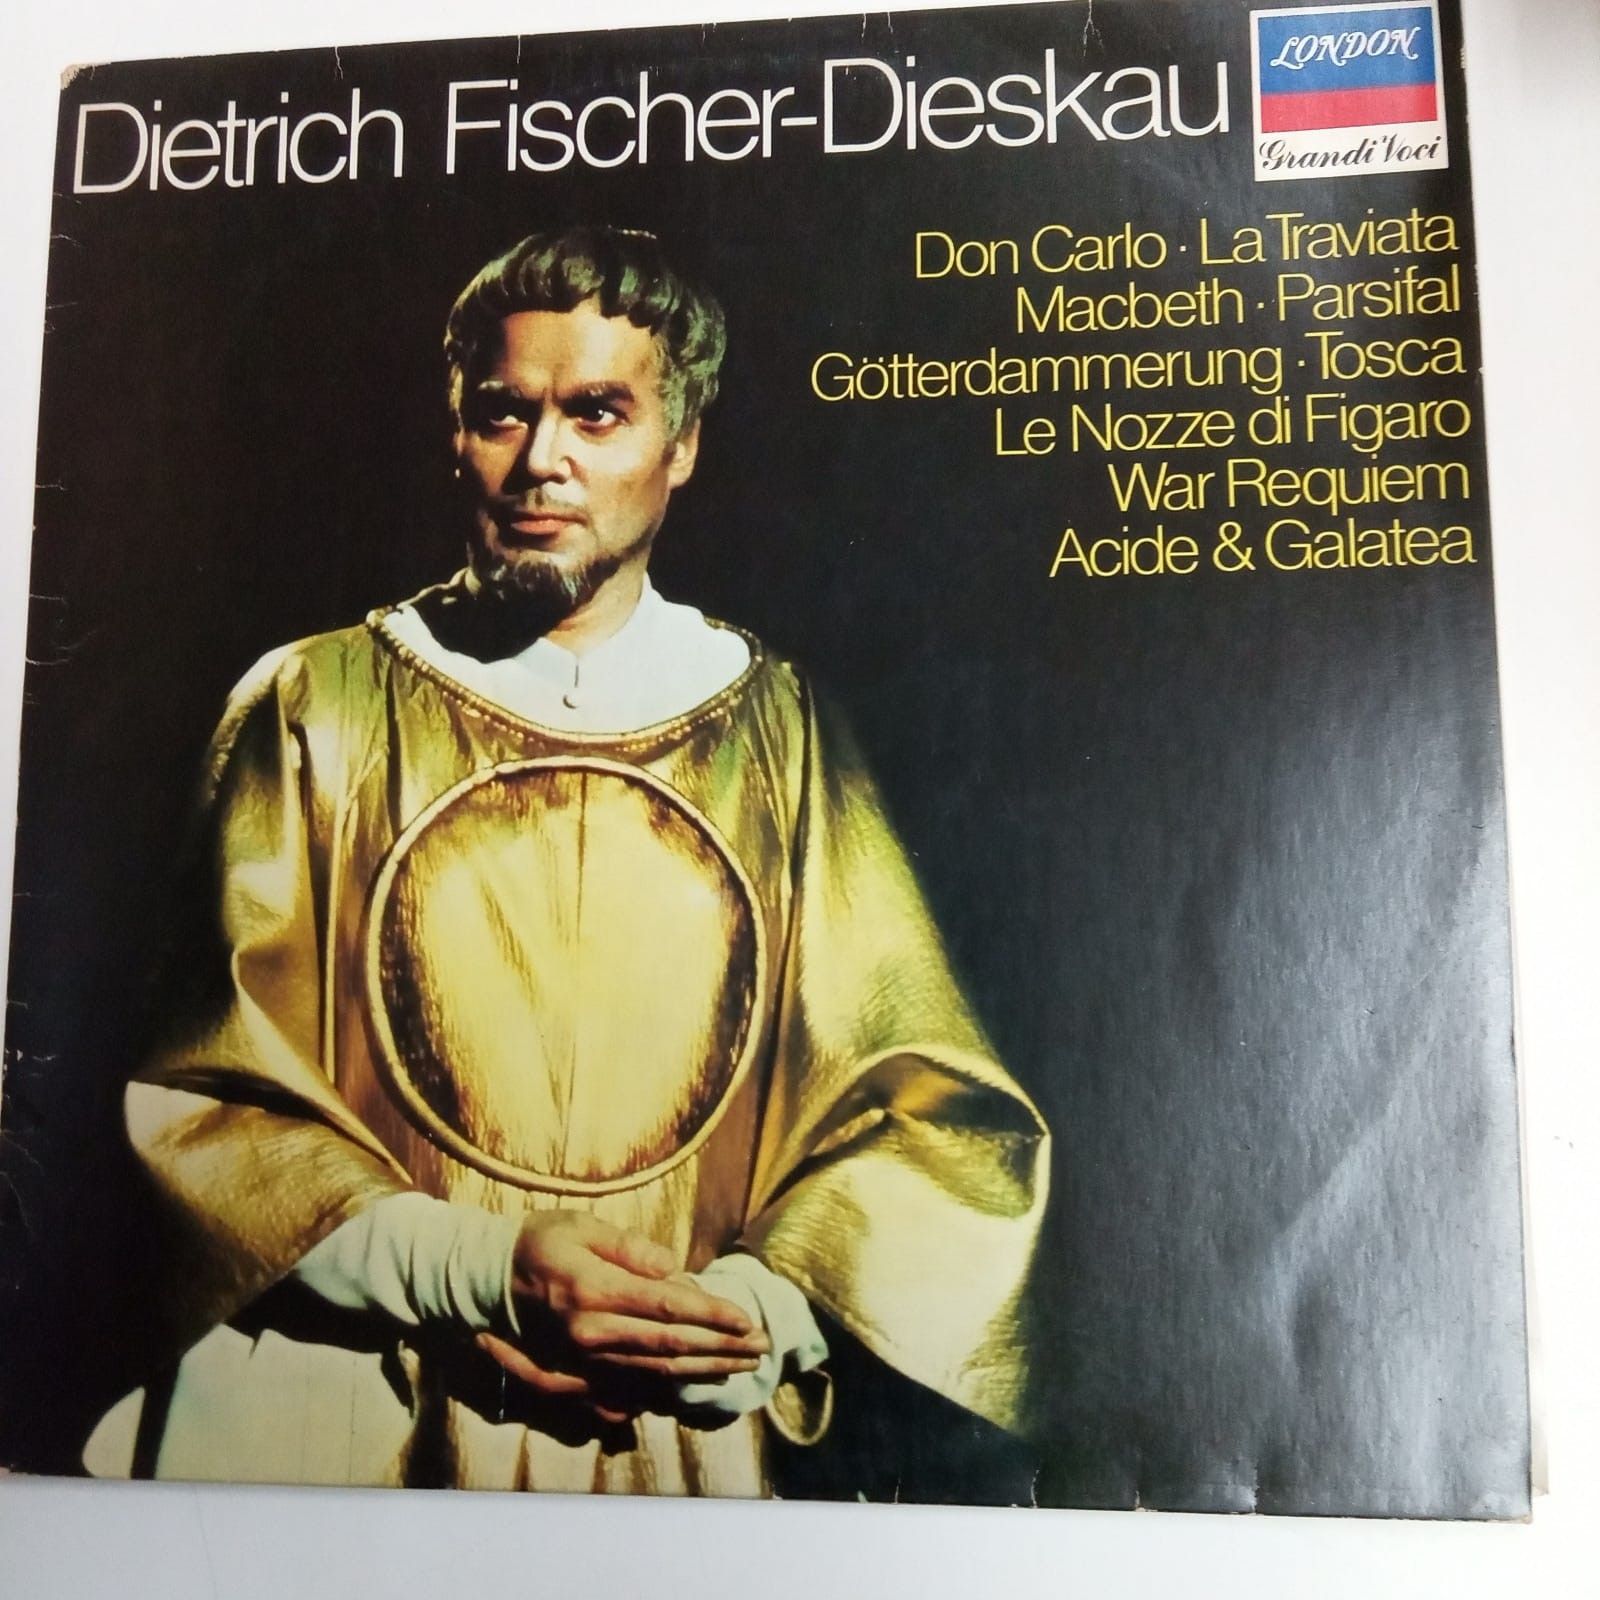 Dietrich Fischer-Dieskau
LONDON
Grandi Voci
Don Carlo · La Traviata
Macbeth · Parsifal
Götterdammerung · Tosca
Le Nozze di Figaro
War Requiem
Acide & Galatea